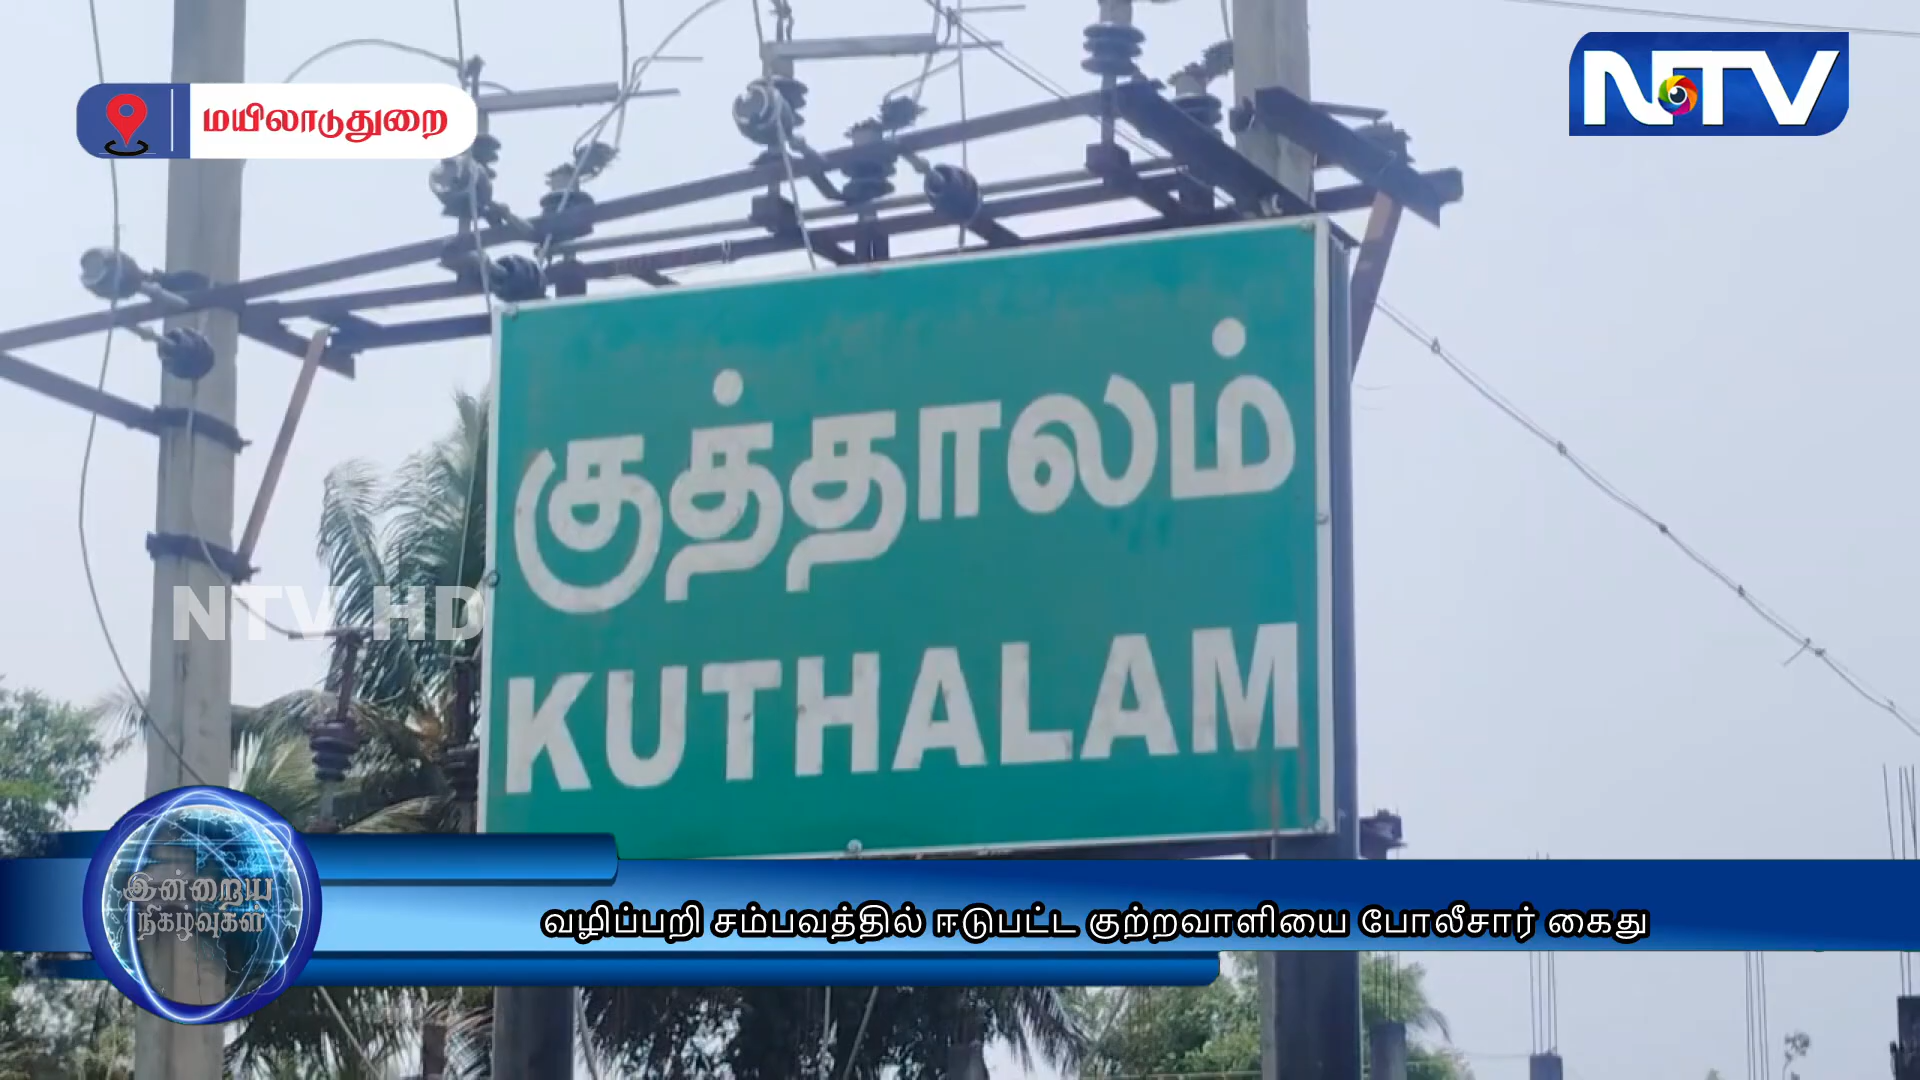 மயிலாடுதுறை
NTV
குத்தாலம்
NTV HD
KUTHALAM
இன்றைய
நிகழ்வுகள்
வழிப்பறி சம்பவத்தில் ஈடுபட்ட குற்றவாளியை போலீசார் கைது